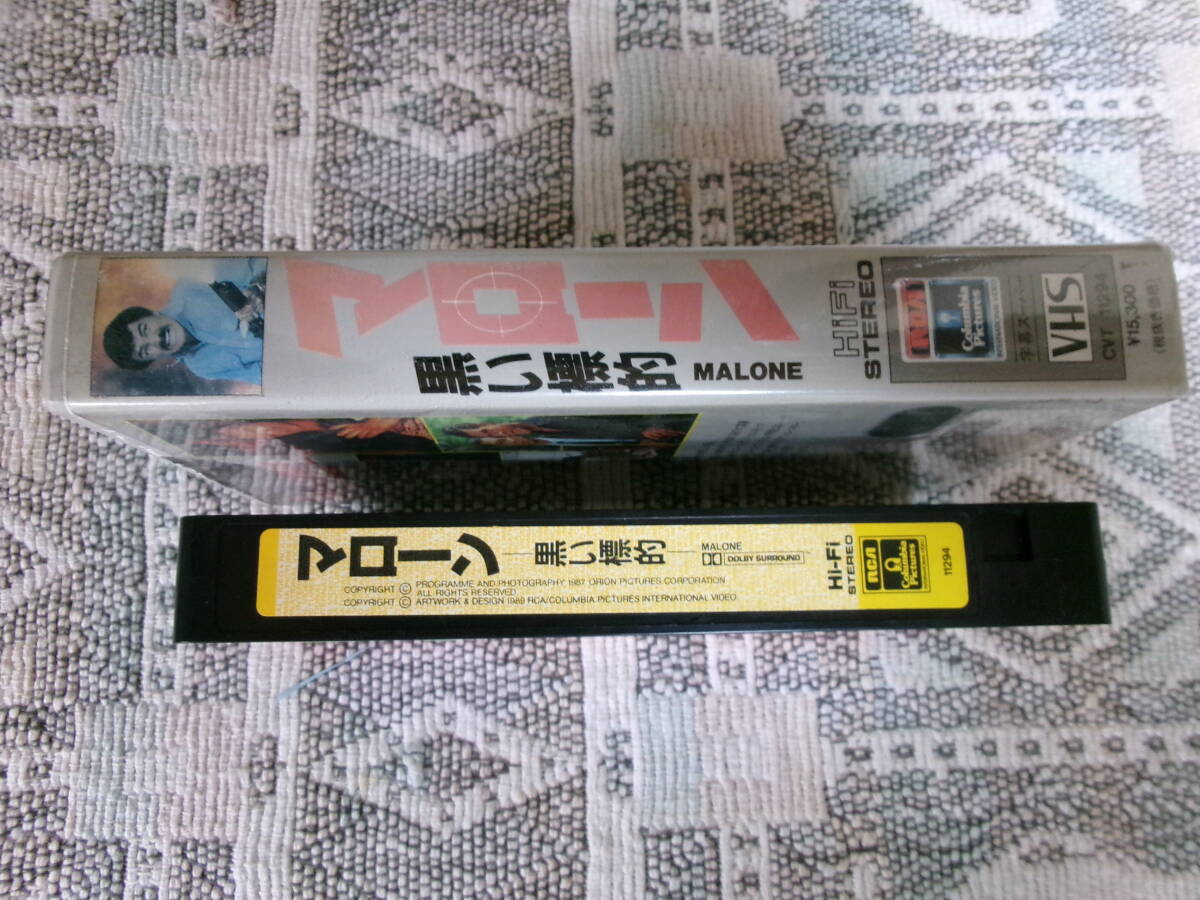 マローン
黒い標的
MALONE
HiFi
STEREO
RCA
Columbia
Pictures
字幕スーパー
VHS
CVT 11294
¥15,300
(税抜き価格)
マローン
黒い標的
MALONE
DOLBY SURROUND
COPYRIGHT Ⓒ PROGRAMME AND PHOTOGRAPHY 1987 ORION PICTURES CORPORATION
ALL RIGHTS RESERVED
COPYRIGHT Ⓒ ARTWORK & DESIGN 1989 RCA/COLUMBIA PICTURES INTERNATIONAL VIDEO
Hi-Fi
STEREO
RCA
Columbia
Pictures
11294